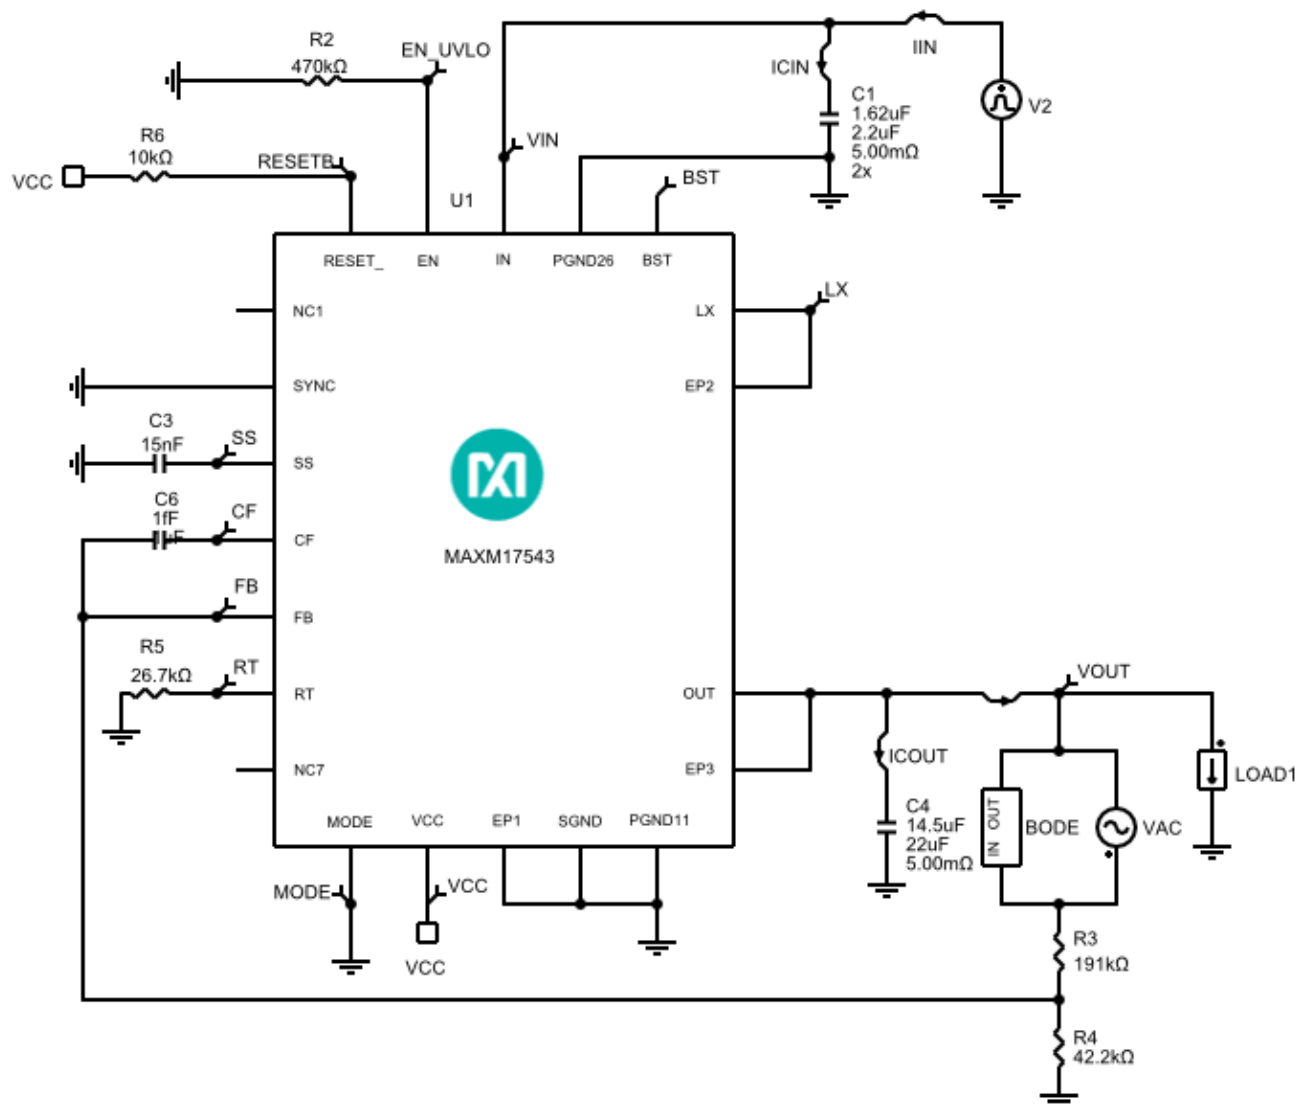 R2
470kΩ
EN_UVLO
IIN
ICIN
C1
1.62uF
2.2uF
5.00mΩ
2x
V2
R6
10kΩ
VCC
RESETB
VIN
BST
U1
RESET_
EN
IN
PGND26
BST
NC1
LX
LX
SYNC
EP2
C3
15nF
SS
SS
C6
1fF
CF
CF
MAXM17543
FB
FB
R5
26.7kΩ
RT
RT
OUT
VOUT
NC7
EP3
ICOUT
LOAD1
C4
14.5uF
22uF
5.00mΩ
IN OUT
BODE
VAC
MODE
VCC
EP1
SGND
PGND11
MODE
VCC
VCC
R3
191kΩ
R4
42.2kΩ